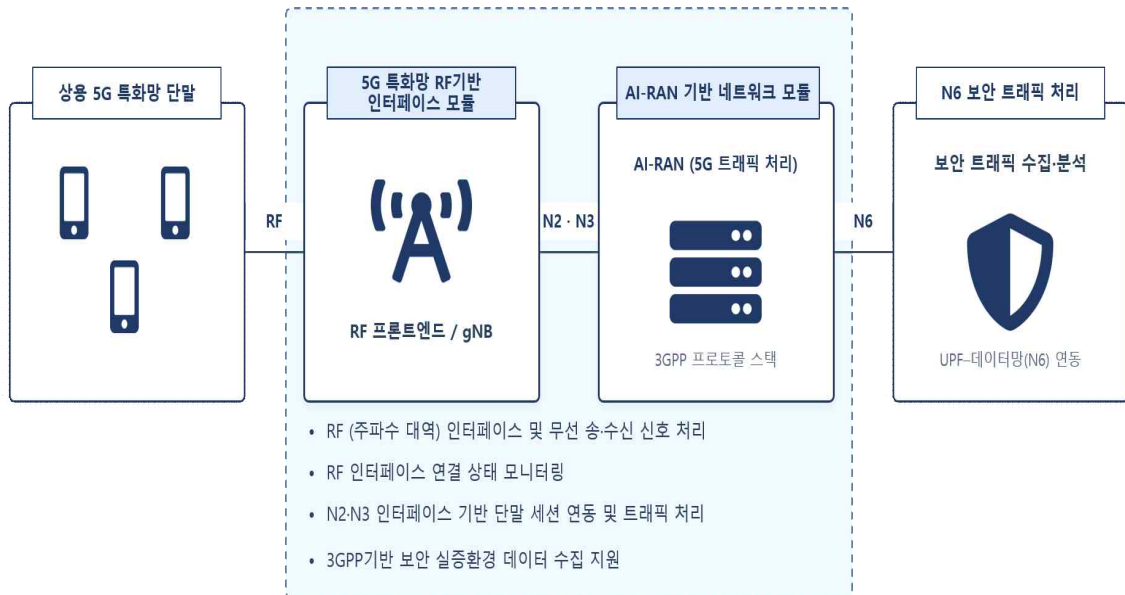 상용 5G 특화망 단말
5G 특화망 RF기반
인터페이스 모듈
AI-RAN 기반 네트워크 모듈
N6 보안 트래픽 처리
AI-RAN (5G 트래픽 처리)
보안 트래픽 수집·분석
RF
N2 · N3
N6
RF 프론트엔드 / gNB
3GPP 프로토콜 스택
UPF–데이터망(N6) 연동
• RF (주파수 대역) 인터페이스 및 무선 송·수신 신호 처리
• RF 인터페이스 연결 상태 모니터링
• N2·N3 인터페이스 기반 단말 세션 연동 및 트래픽 처리
• 3GPP기반 보안 실증환경 데이터 수집 지원